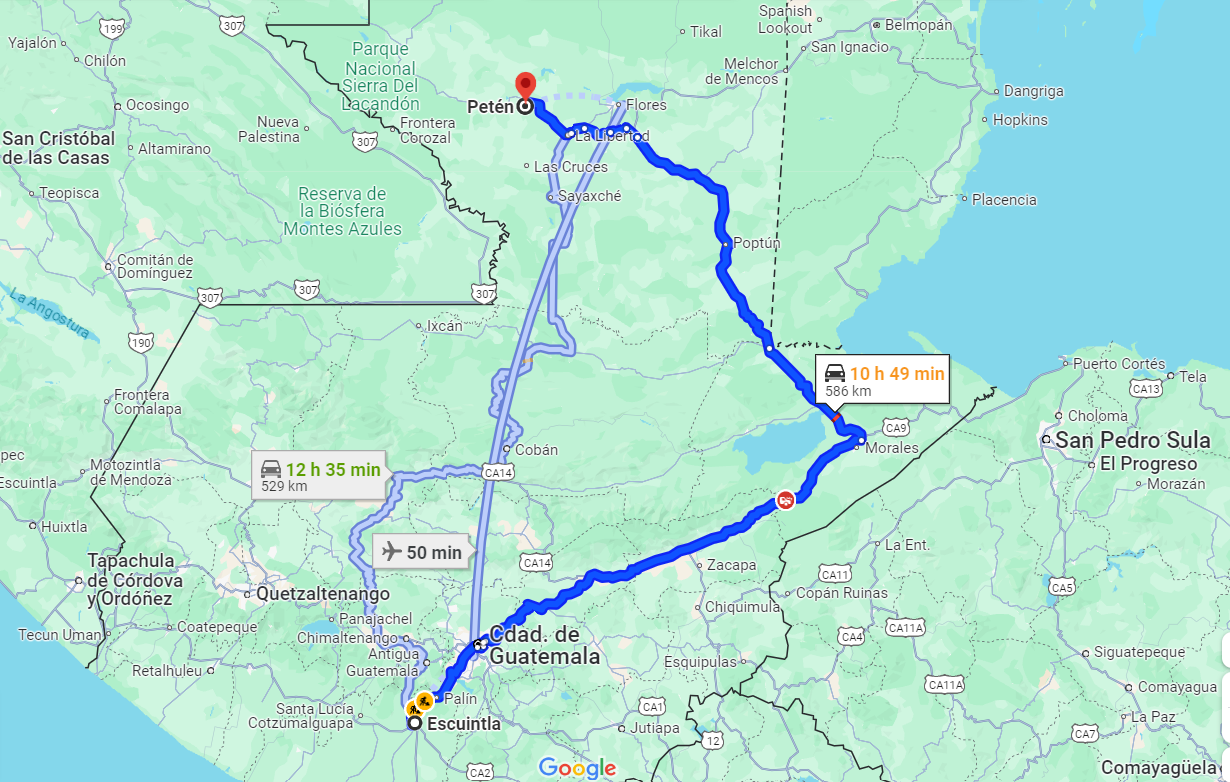 199
307
Yajalón
Chilón
Parque
Nacional
Sierra Del
Lacandón
Tikal
Spanish
Lookout
Belmopán
San Ignacio
Melchor
de Mencos
Dangriga
Hopkins
Placencia
Ocosingo
Nueva
Palestina
307
Frontera
Corozal
Petén
Flores
La Libertad
San Cristóbal
de las Casas
Altamirano
Teopisca
Las Cruces
Sayaxché
Reserva de
la Biósfera
Montes Azules
Poptún
Comitán de
Domínguez
La Angostura
307
307
307
190
Ixcán
Frontera
Comalapa
10 h 49 min
586 km
CA9
Morales
Puerto Cortés
CA13
Tela
Choloma
San Pedro Sula
El Progreso
Morazán
pec
Escuintla
Motozintla
de Mendoza
Huixtla
12 h 35 min
529 km
Cobán
CA14
50 min
CA14
Tapachula
de Córdova
y Ordóñez
Quetzaltenango
Zacapa
Chiquimula
La Ent.
CA11
Copán Ruinas
CA5
CA4
CA11A
Tecun Uman
Coatepeque
Panajachel
Chimaltenango
Antigua
Guatemala
Cdad. de
Guatemala
Retalhuleu
Esquipulas
Siguatepeque
CA11A
Comayagua
Santa Lucía
Cotzúmalguapa
Palín
Escuintla
CA1
Jutiapa
12
La Paz
CA7
CA2
Google
Comayagüela